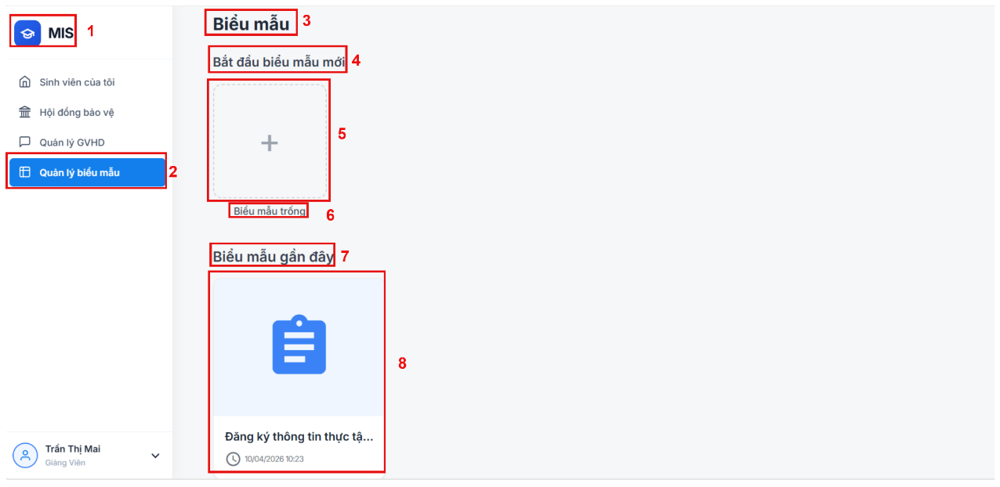 MIS 1
Sinh viên của tôi
Hội đồng bảo vệ
Quản lý GVHD
Quản lý biểu mẫu 2
Trần Thị Mai
Giảng Viên
Biểu mẫu 3
Bắt đầu biểu mẫu mới 4
5
Biểu mẫu trống 6
Biểu mẫu gần đây 7
8
Đăng ký thông tin thực tậ...
10/04/2026 10:23